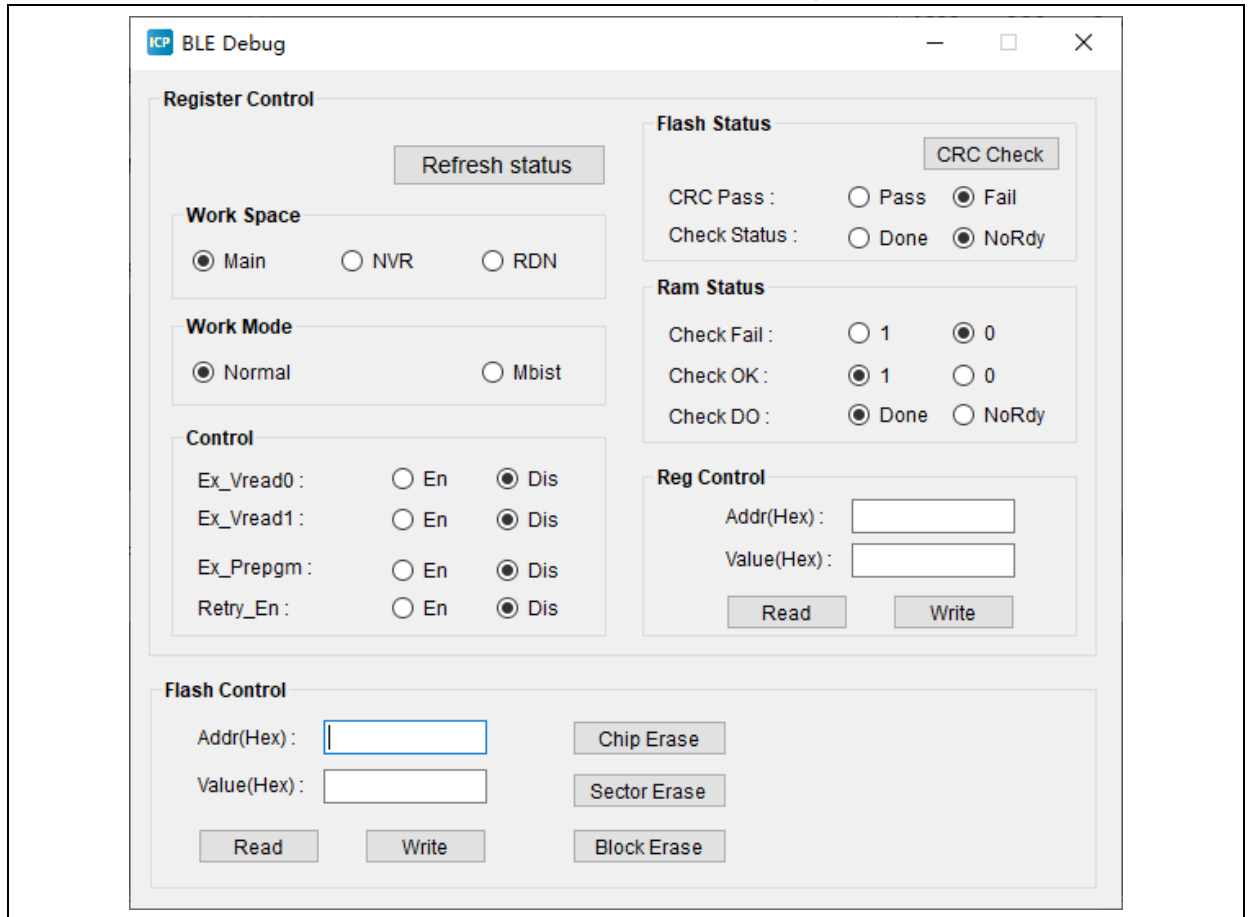 ICP BLE Debug
Register Control
Refresh status
Work Space
Main NVR RDN
Work Mode
Normal Mbist
Control
Ex_Vread0 : En Dis
Ex_Vread1 : En Dis
Ex_Prepgm : En Dis
Retry_En : En Dis
Flash Status
CRC Check
CRC Pass : Pass Fail
Check Status : Done NoRdy
Ram Status
Check Fail : 1 0
Check OK : 1 0
Check DO : Done NoRdy
Reg Control
Addr(Hex) :
Value(Hex) :
Read Write
Flash Control
Addr(Hex) : Chip Erase
Value(Hex) : Sector Erase
Read Write Block Erase